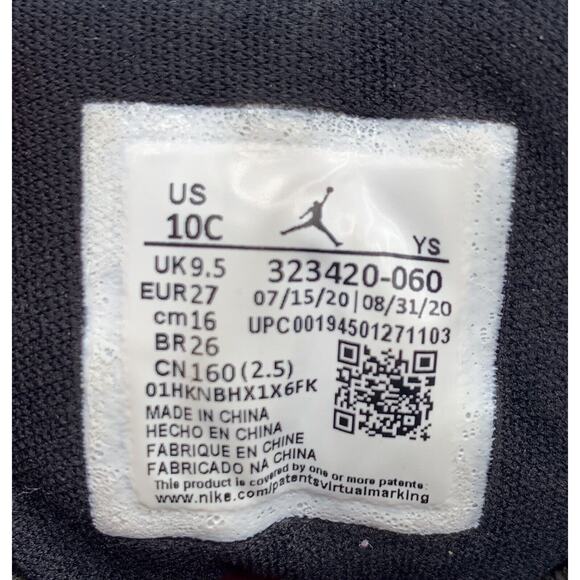 US
10C
YS
UK9.5
323420-060
EUR27
07/15/20|08/31/20
cm16
UPC00194501271103
BR26
CN160(2.5)
01HKNBHX1X6FK
MADE IN CHINA
HECHO EN CHINA
FABRIQUE EN CHINE
FABRICADO NA CHINA
This product is covered by one or more patents:
www.nike.com/patentsvirtualmarking